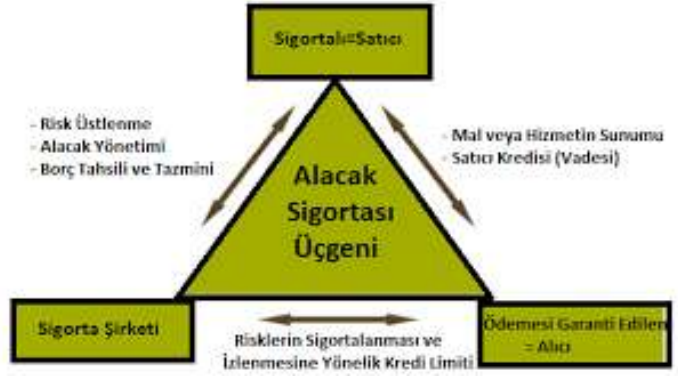 Sigortalı=Satıcı
- Risk Üstlenme
- Alacak Yönetimi
- Borç Tahsili ve Tazmini
- Mal veya Hizmetin Sunumu
- Satıcı Kredisi (Vadesi)
Alacak
Sigortası
Üçgeni
Sigorta Şirketi
Risklerin Sigortalanması ve
İzlenmesine Yönelik Kredi Limiti
Ödemesi Garanti Edilen
= Alıcı